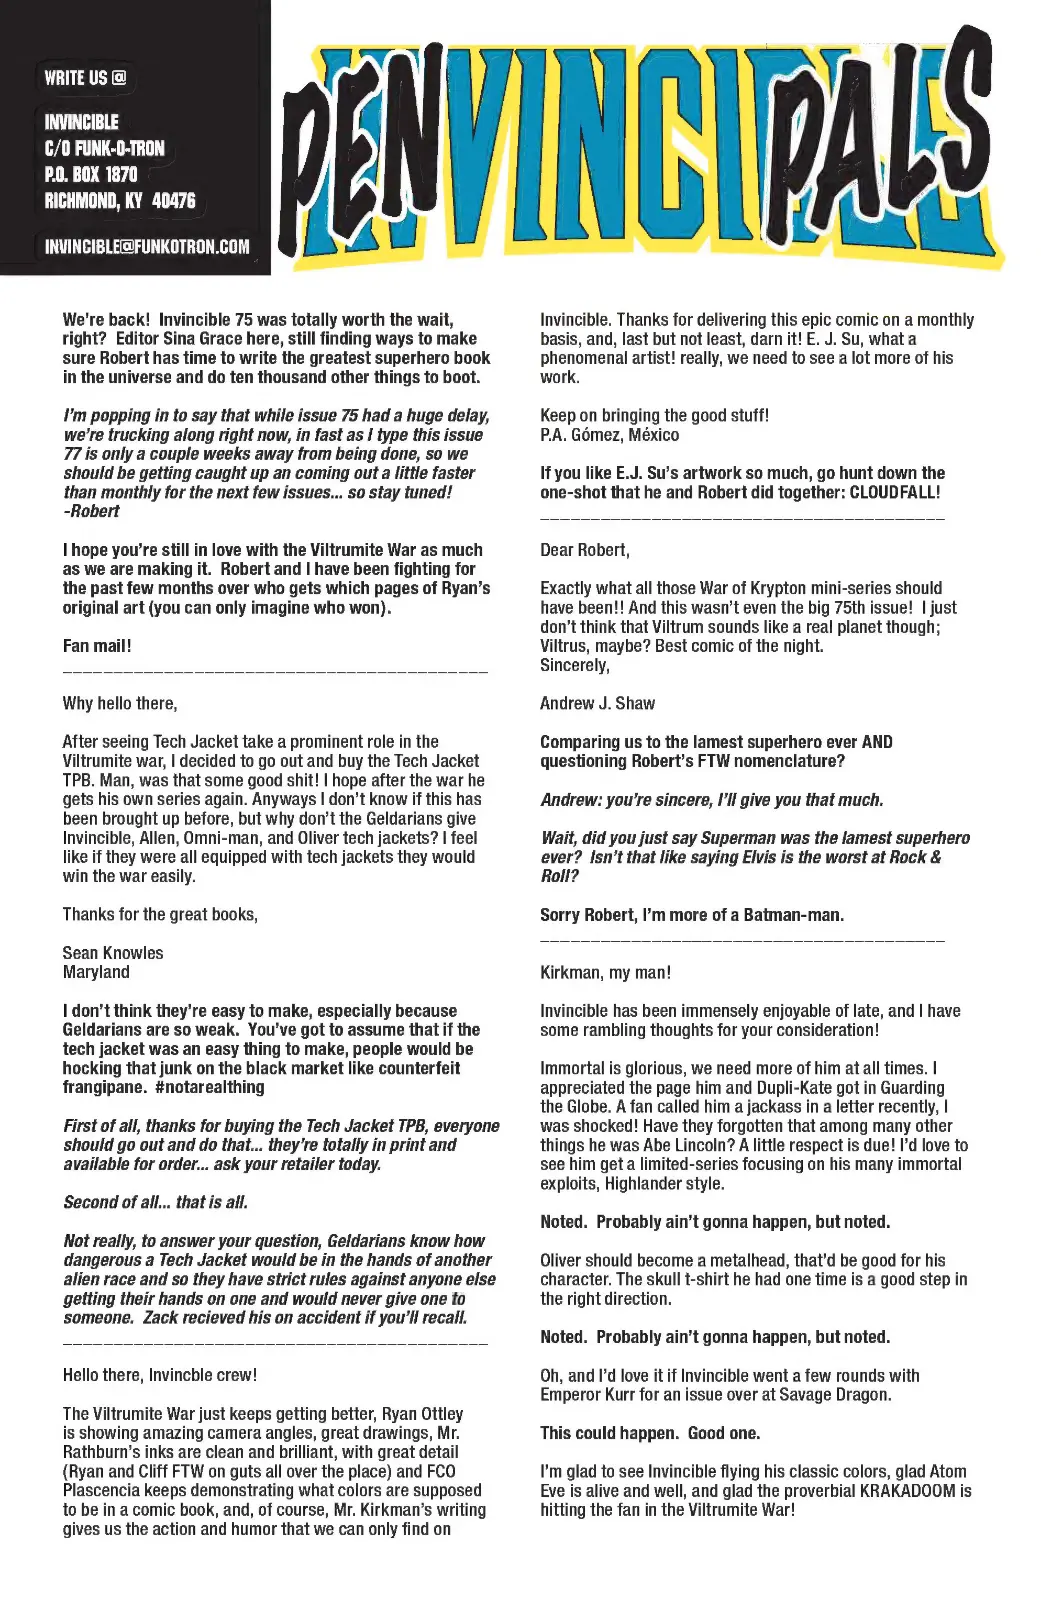 WRITE US @
INVINCIBLE
C/O FUNK-O-TRON
P.O. BOX 1870
RICHMOND, KY 40476
INVINCIBLE@FUNKOTRON.COM
INVINCIBLE
PEN PALS
We're back! Invincible 75 was totally worth the wait,
right? Editor Sina Grace here, still finding ways to make
sure Robert has time to write the greatest superhero book
in the universe and do ten thousand other things to boot.
I'm popping in to say that while issue 75 had a huge delay,
we're trucking along right now, in fast as I type this issue
77 is only a couple weeks away from being done, so we
should be getting caught up an coming out a little faster
than monthly for the next few issues... so stay tuned!
-Robert
I hope you're still in love with the Viltrumite War as much
as we are making it. Robert and I have been fighting for
the past few months over who gets which pages of Ryan's
original art (you can only imagine who won).
Fan mail!
Why hello there,
After seeing Tech Jacket take a prominent role in the
Viltrumite war, I decided to go out and buy the Tech Jacket
TPB. Man, was that some good shit! I hope after the war he
gets his own series again. Anyways I don't know if this has
been brought up before, but why don't the Geldarians give
Invincible, Allen, Omni-man, and Oliver tech jackets? I feel
like if they were all equipped with tech jackets they would
win the war easily.
Thanks for the great books,
Sean Knowles
Maryland
I don't think they're easy to make, especially because
Geldarians are so weak. You've got to assume that if the
tech jacket was an easy thing to make, people would be
hocking that junk on the black market like counterfeit
frangipane. #notarealthing
First of all, thanks for buying the Tech Jacket TPB, everyone
should go out and do that... they're totally in print and
available for order... ask your retailer today.
Second of all... that is all.
Not really, to answer your question, Geldarians know how
dangerous a Tech Jacket would be in the hands of another
alien race and so they have strict rules against anyone else
getting their hands on one and would never give one to
someone. Zack recieved his on accident if you'll recall.
Hello there, Invincble crew!
The Viltrumite War just keeps getting better, Ryan Ottley
is showing amazing camera angles, great drawings, Mr.
Rathburn's inks are clean and brilliant, with great detail
(Ryan and Cliff FTW on guts all over the place) and FCO
Plascencia keeps demonstrating what colors are supposed
to be in a comic book, and, of course, Mr. Kirkman's writing
gives us the action and humor that we can only find on
Invincible. Thanks for delivering this epic comic on a monthly
basis, and, last but not least, darn it! E. J. Su, what a
phenomenal artist! really, we need to see a lot more of his
work.
Keep on bringing the good stuff!
P.A. Gómez, México
If you like E.J. Su's artwork so much, go hunt down the
one-shot that he and Robert did together: CLOUDFALL!
Dear Robert,
Exactly what all those War of Krypton mini-series should
have been!! And this wasn't even the big 75th issue! I just
don't think that Viltrum sounds like a real planet though;
Viltrus, maybe? Best comic of the night.
Sincerely,
Andrew J. Shaw
Comparing us to the lamest superhero ever AND
questioning Robert's FTW nomenclature?
Andrew: you're sincere, I'll give you that much.
Wait, did you just say Superman was the lamest superhero
ever? Isn't that like saying Elvis is the worst at Rock &
Roll?
Sorry Robert, I'm more of a Batman-man.
Kirkman, my man!
Invincible has been immensely enjoyable of late, and I have
some rambling thoughts for your consideration!
Immortal is glorious, we need more of him at all times. I
appreciated the page him and Dupli-Kate got in Guarding
the Globe. A fan called him a jackass in a letter recently, I
was shocked! Have they forgotten that among many other
things he was Abe Lincoln? A little respect is due! I'd love to
see him get a limited-series focusing on his many immortal
exploits, Highlander style.
Noted. Probably ain't gonna happen, but noted.
Oliver should become a metalhead, that'd be good for his
character. The skull t-shirt he had one time is a good step in
the right direction.
Noted. Probably ain't gonna happen, but noted.
Oh, and I'd love it if Invincible went a few rounds with
Emperor Kurr for an issue over at Savage Dragon.
This could happen. Good one.
I'm glad to see Invincible flying his classic colors, glad Atom
Eve is alive and well, and glad the proverbial KRAKADOOM is
hitting the fan in the Viltrumite War!